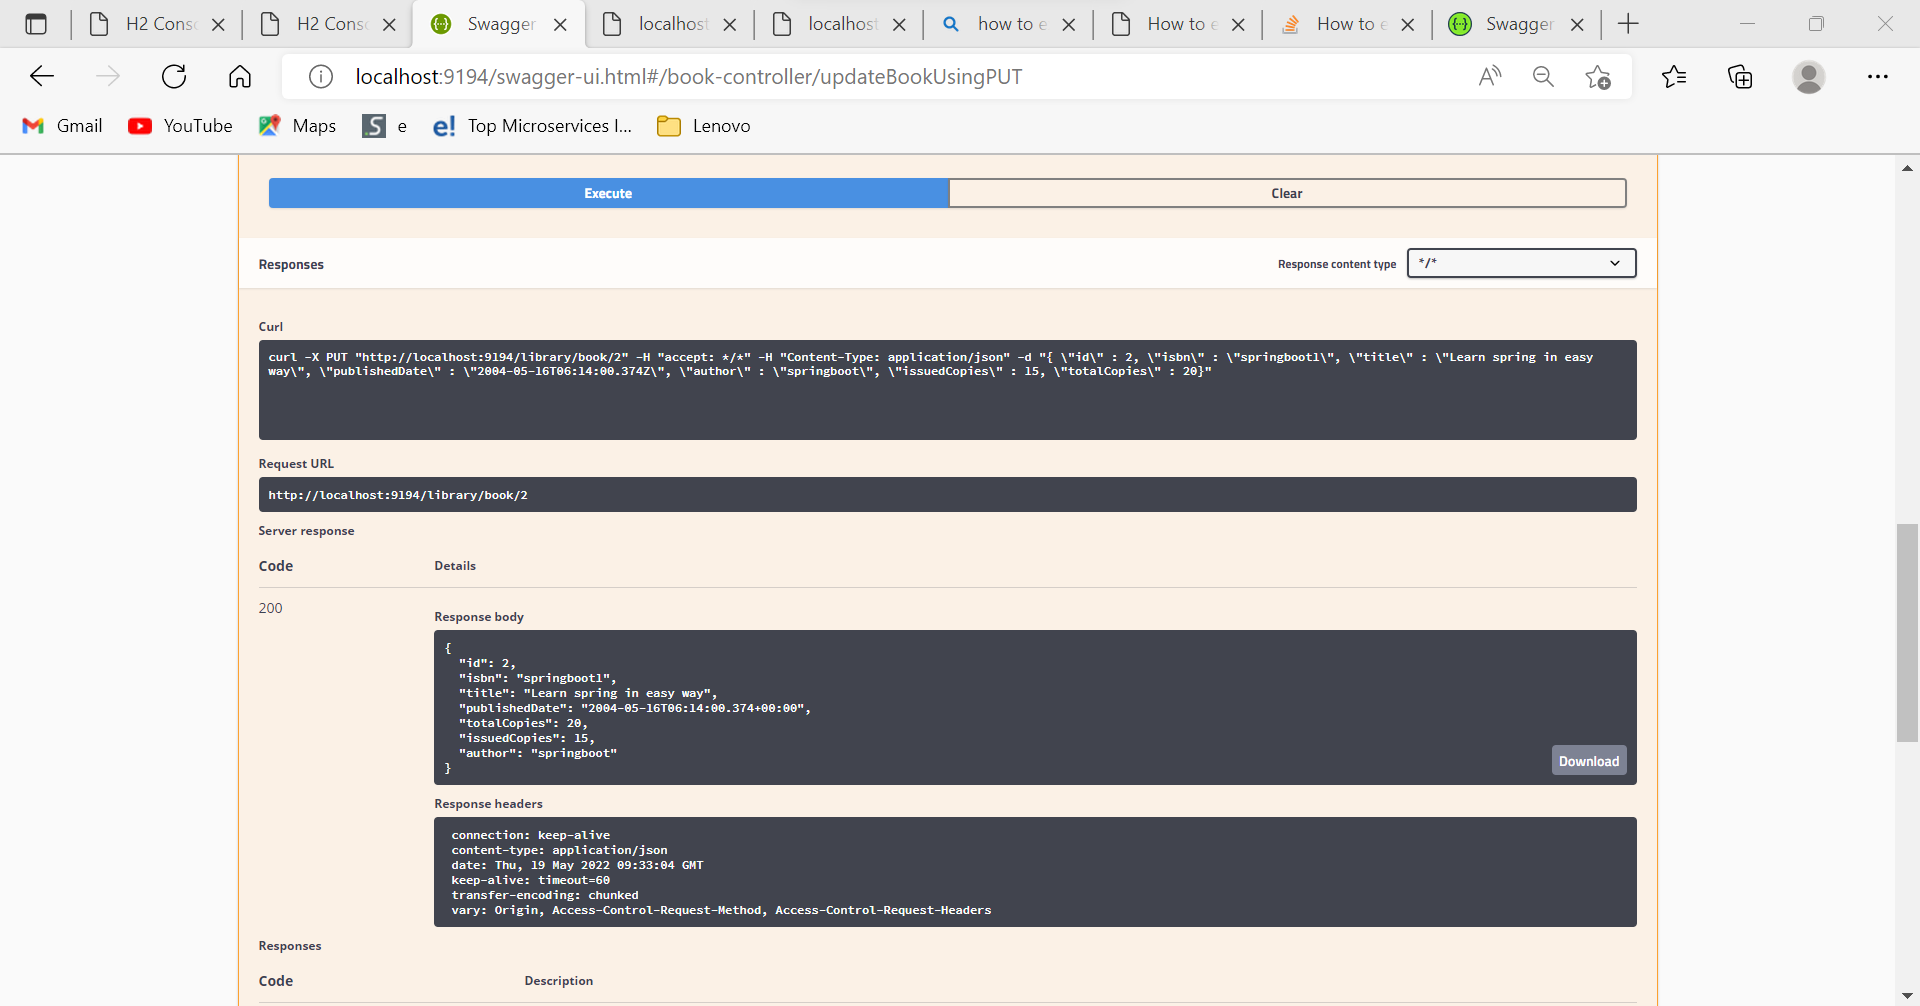 H2 Conso
H2 Conso
Swagger
localhost
localhost
how to e
How to e
How to e
Swagger
localhost:9194/swagger-ui.html#/book-controller/updateBookUsingPUT
Gmail
YouTube
Maps
e
Top Microservices I...
Lenovo
Execute
Clear
Responses
Response content type
*/*
Curl
curl -X PUT "http://localhost:9194/library/book/2" -H "accept: */*" -H "Content-Type: application/json" -d "{ \"id\" : 2, \"isbn\" : \"springboot1\", \"title\" : \"Learn spring in easy
way\", \"publishedDate\" : \"2004-05-16T06:14:00.374Z\", \"author\" : \"springboot\", \"issuedCopies\" : 15, \"totalCopies\" : 20}"
Request URL
http://localhost:9194/library/book/2
Server response
Code
Details
200
Response body
{
"id": 2,
"isbn": "springboot1",
"title": "Learn spring in easy way",
"publishedDate": "2004-05-16T06:14:00.374+00:00",
"totalCopies": 20,
"issuedCopies": 15,
"author": "springboot"
}
Download
Response headers
connection: keep-alive
content-type: application/json
date: Thu, 19 May 2022 09:33:04 GMT
keep-alive: timeout=60
transfer-encoding: chunked
vary: Origin, Access-Control-Request-Method, Access-Control-Request-Headers
Responses
Code
Description